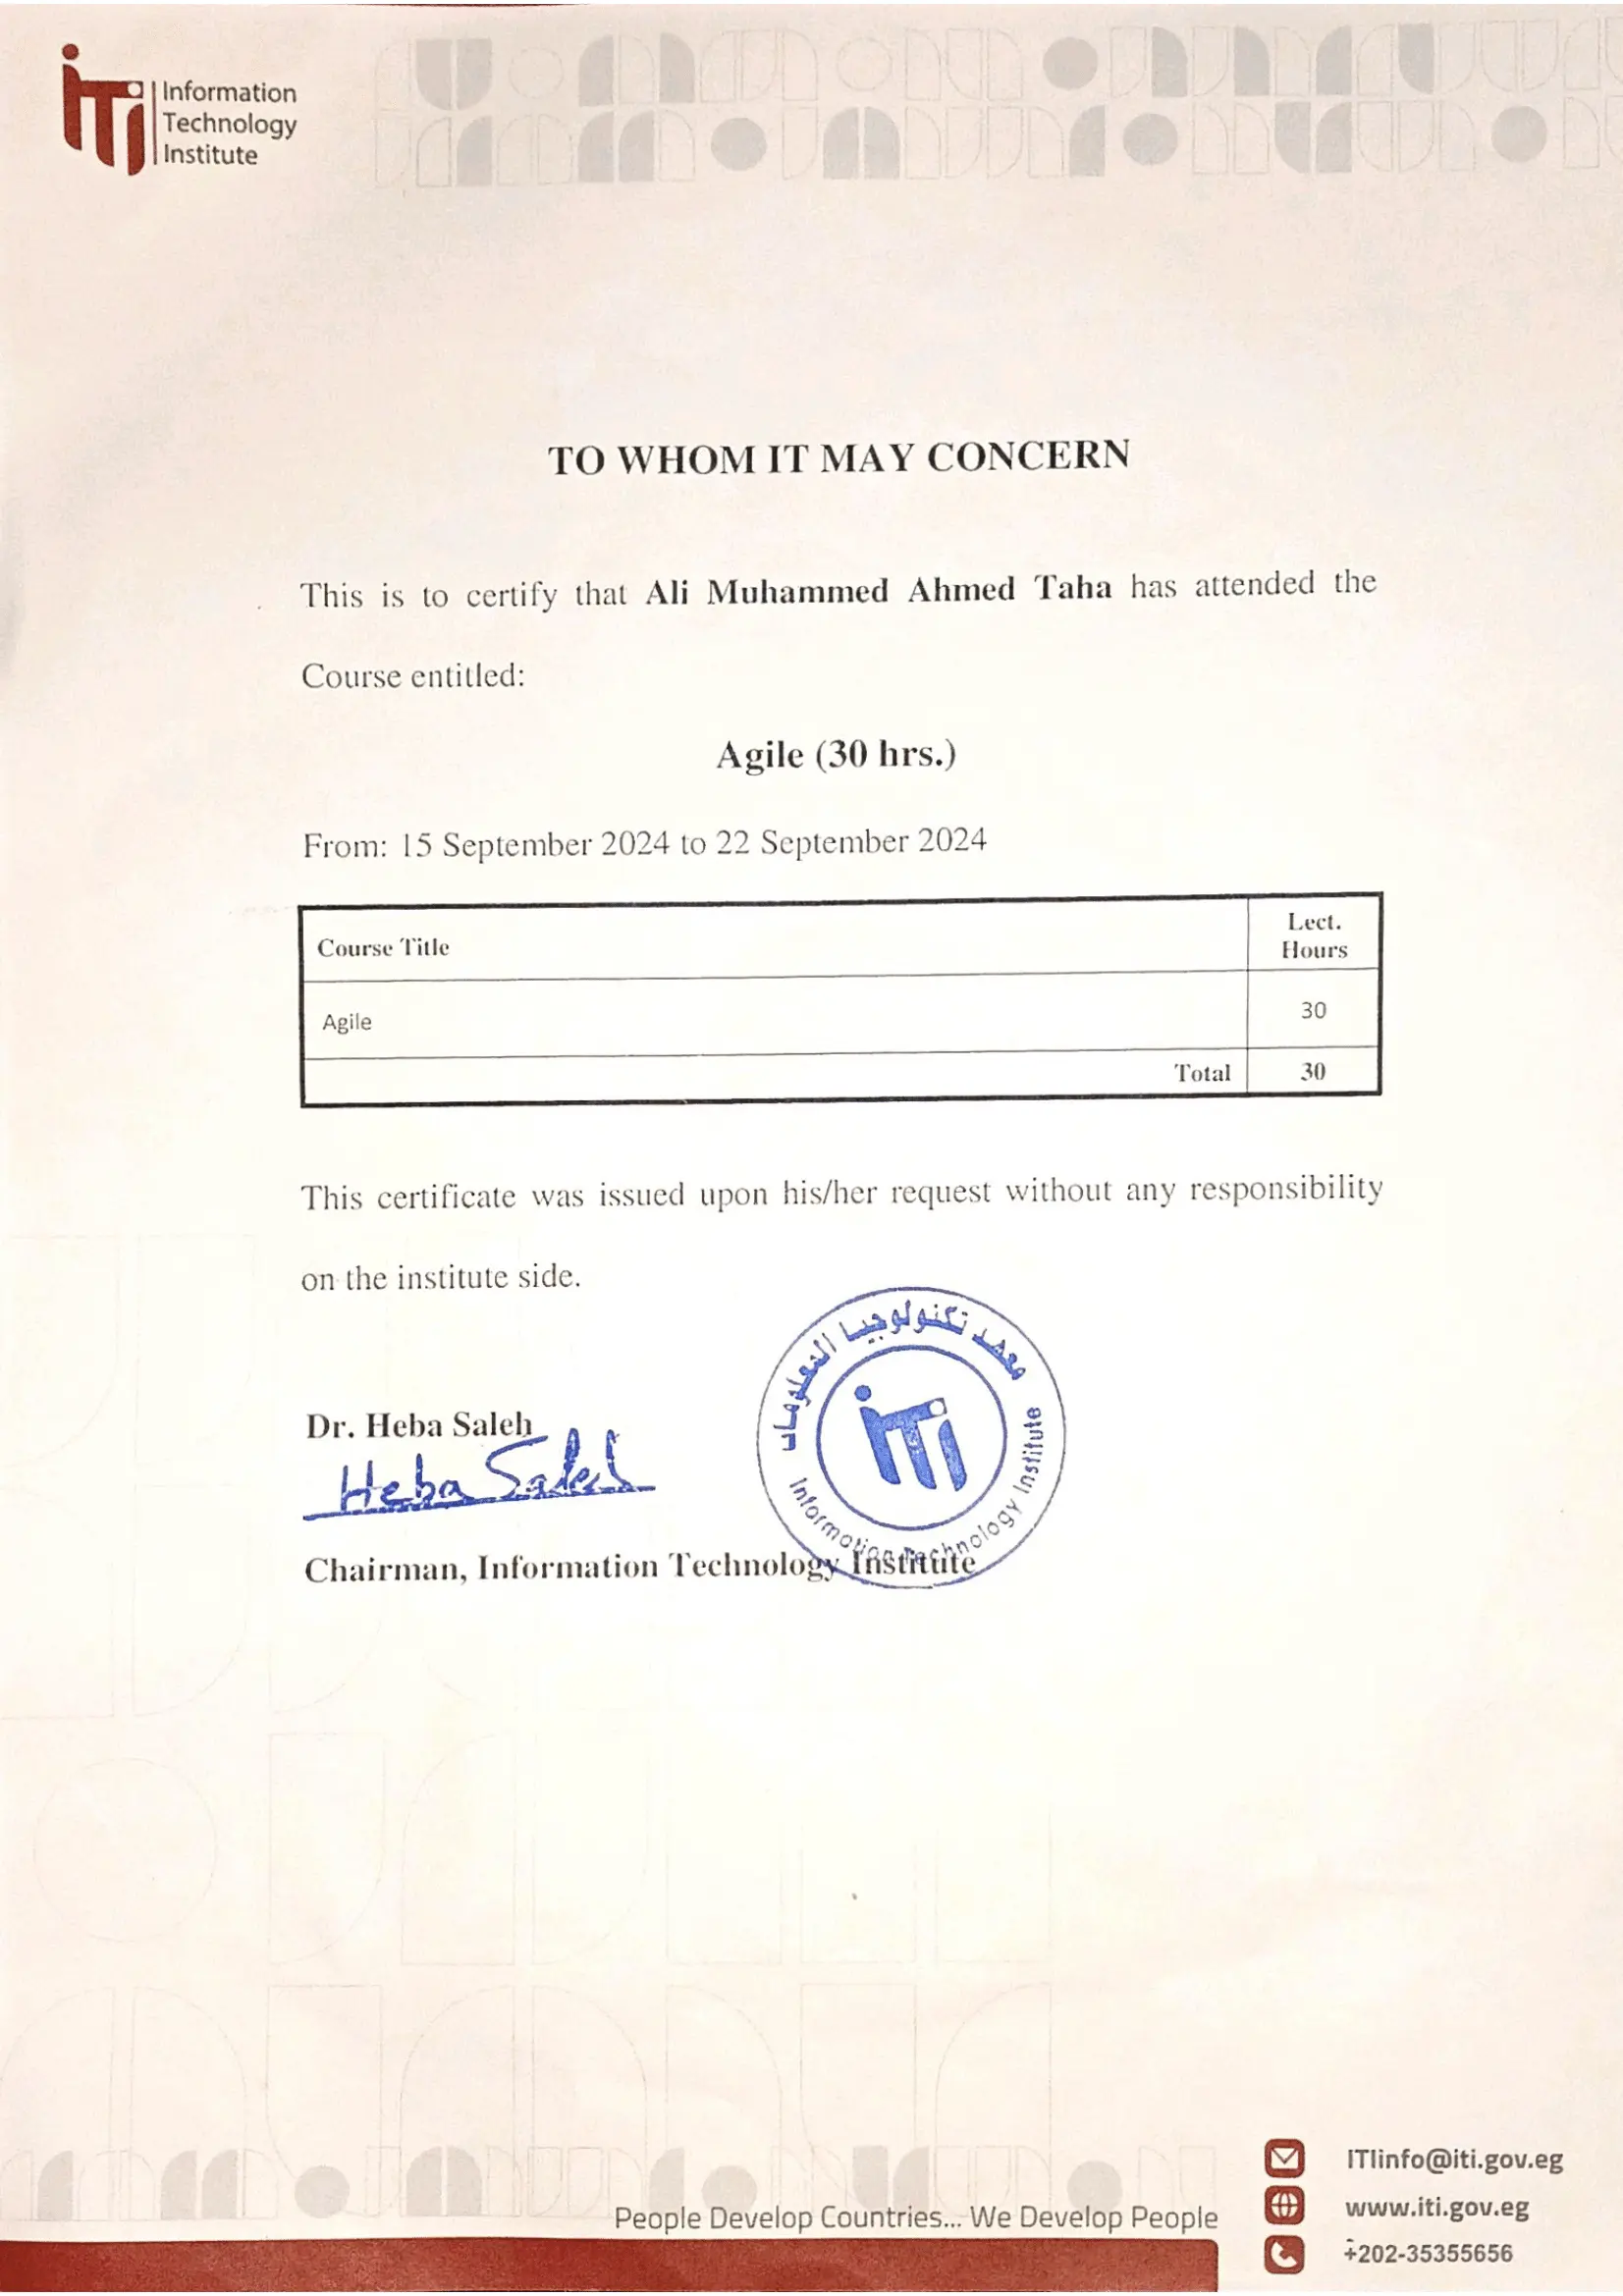 iTi
Information
Technology
Institute
TO WHOM IT MAY CONCERN
This is to certify that Ali Muhammed Ahmed Taha has attended the
Course entitled:
Agile (30 hrs.)
From: 15 September 2024 to 22 September 2024
Course Title Lect. Hours
Agile 30
Total 30
This certificate was issued upon his/her request without any responsibility
on the institute side.
معهد تكنولوجيا المعلومات
iTi
Information Technology Institute
Dr. Heba Saleh
Heba Saleh
Chairman, Information Technology Institute
People Develop Countries... We Develop People
ITIinfo@iti.gov.eg
www.iti.gov.eg
+202-35355656